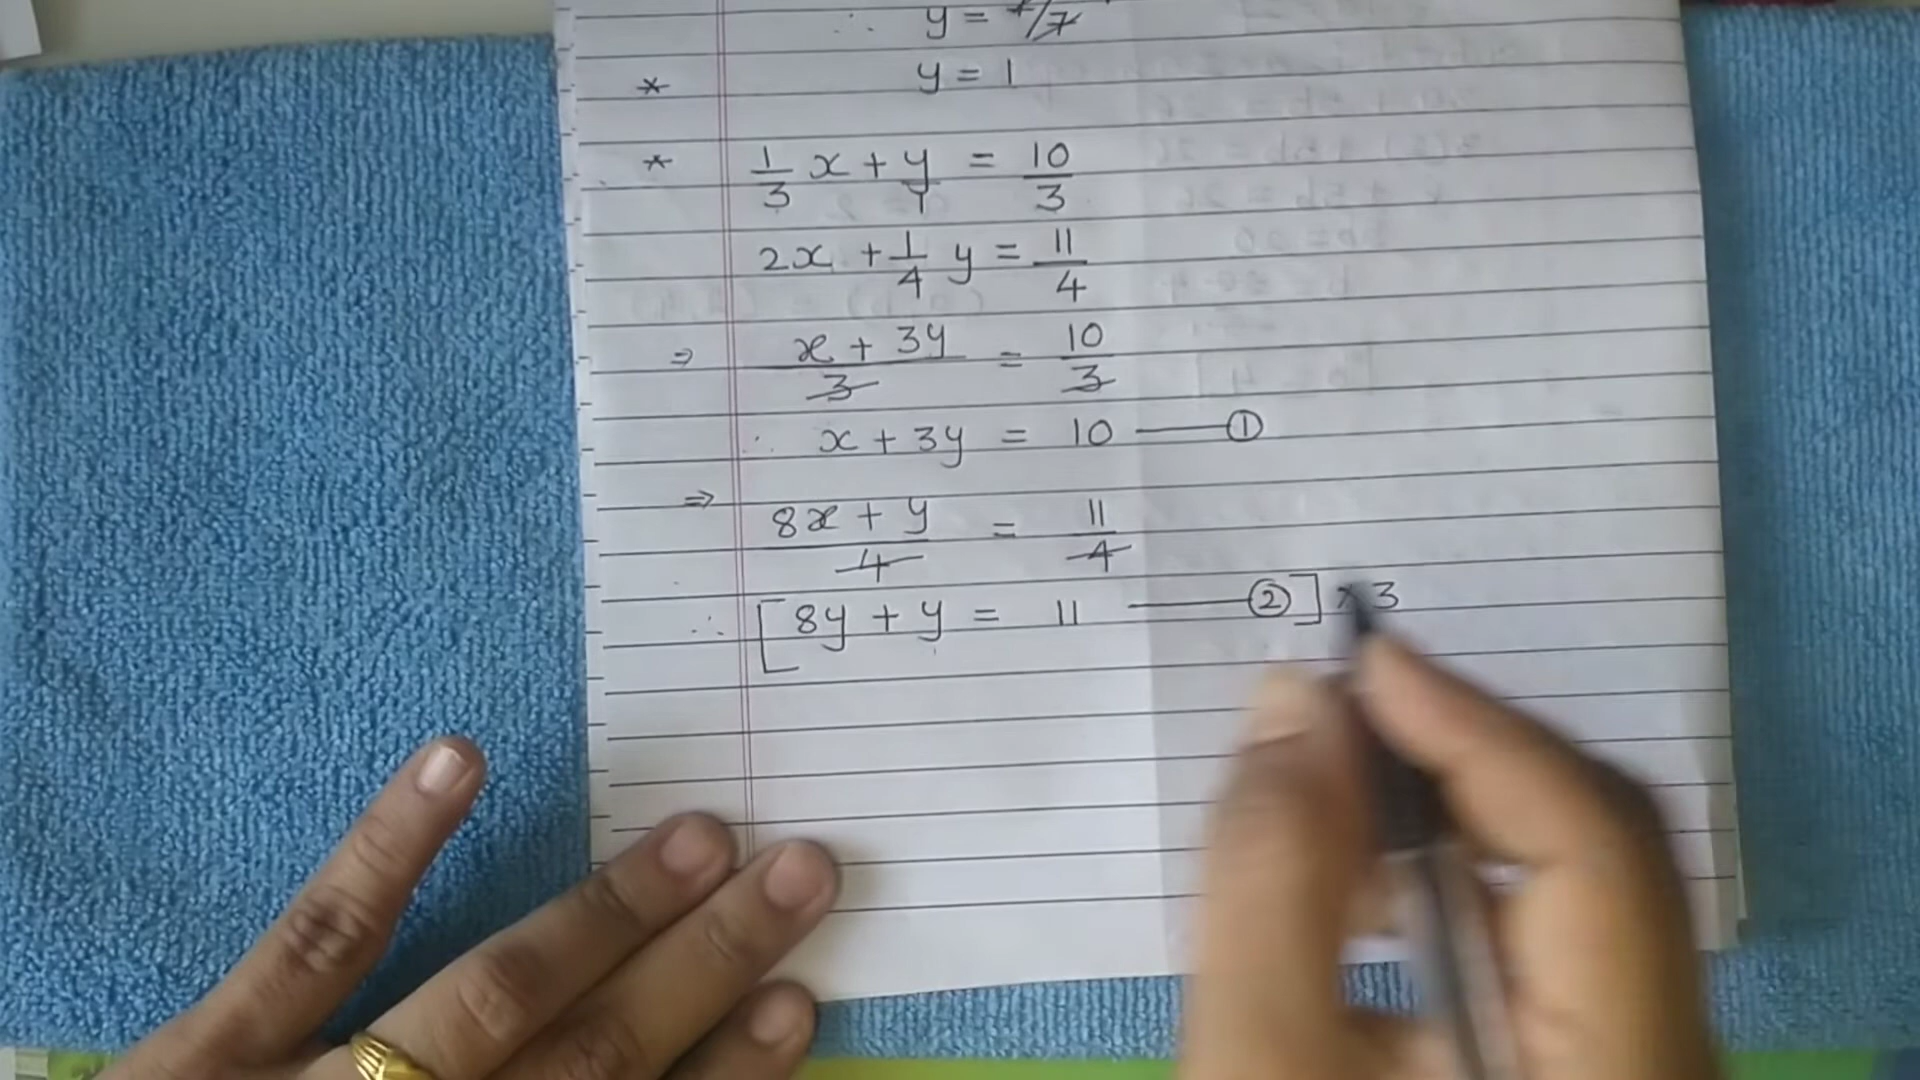 ∴ y = 7/7
* y = 1
* 1/3 x + y/1 = 10/3
2x + 1/4 y = 11/4
⇒ x + 3y / 3 = 10/3
∴ x + 3y = 10 —— ①
⇒ 8x + y / 4 = 11/4
∴ [8y + y = 11 —— ②] × 3